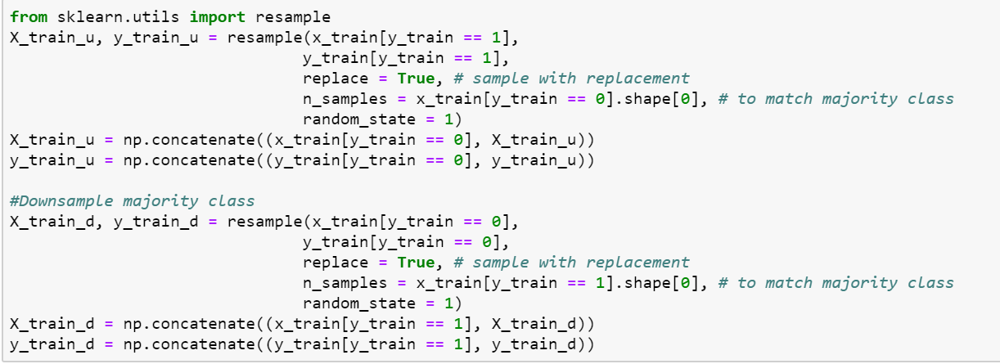 from sklearn.utils import resample
X_train_u, y_train_u = resample(x_train[y_train == 1],
                                y_train[y_train == 1],
                                replace = True, # sample with replacement
                                n_samples = x_train[y_train == 0].shape[0], # to match majority class
                                random_state = 1)
X_train_u = np.concatenate((x_train[y_train == 0], X_train_u))
y_train_u = np.concatenate((y_train[y_train == 0], y_train_u))

#Downsample majority class
X_train_d, y_train_d = resample(x_train[y_train == 0],
                                y_train[y_train == 0],
                                replace = True, # sample with replacement
                                n_samples = x_train[y_train == 1].shape[0], # to match majority class
                                random_state = 1)
X_train_d = np.concatenate((x_train[y_train == 1], X_train_d))
y_train_d = np.concatenate((y_train[y_train == 1], y_train_d))